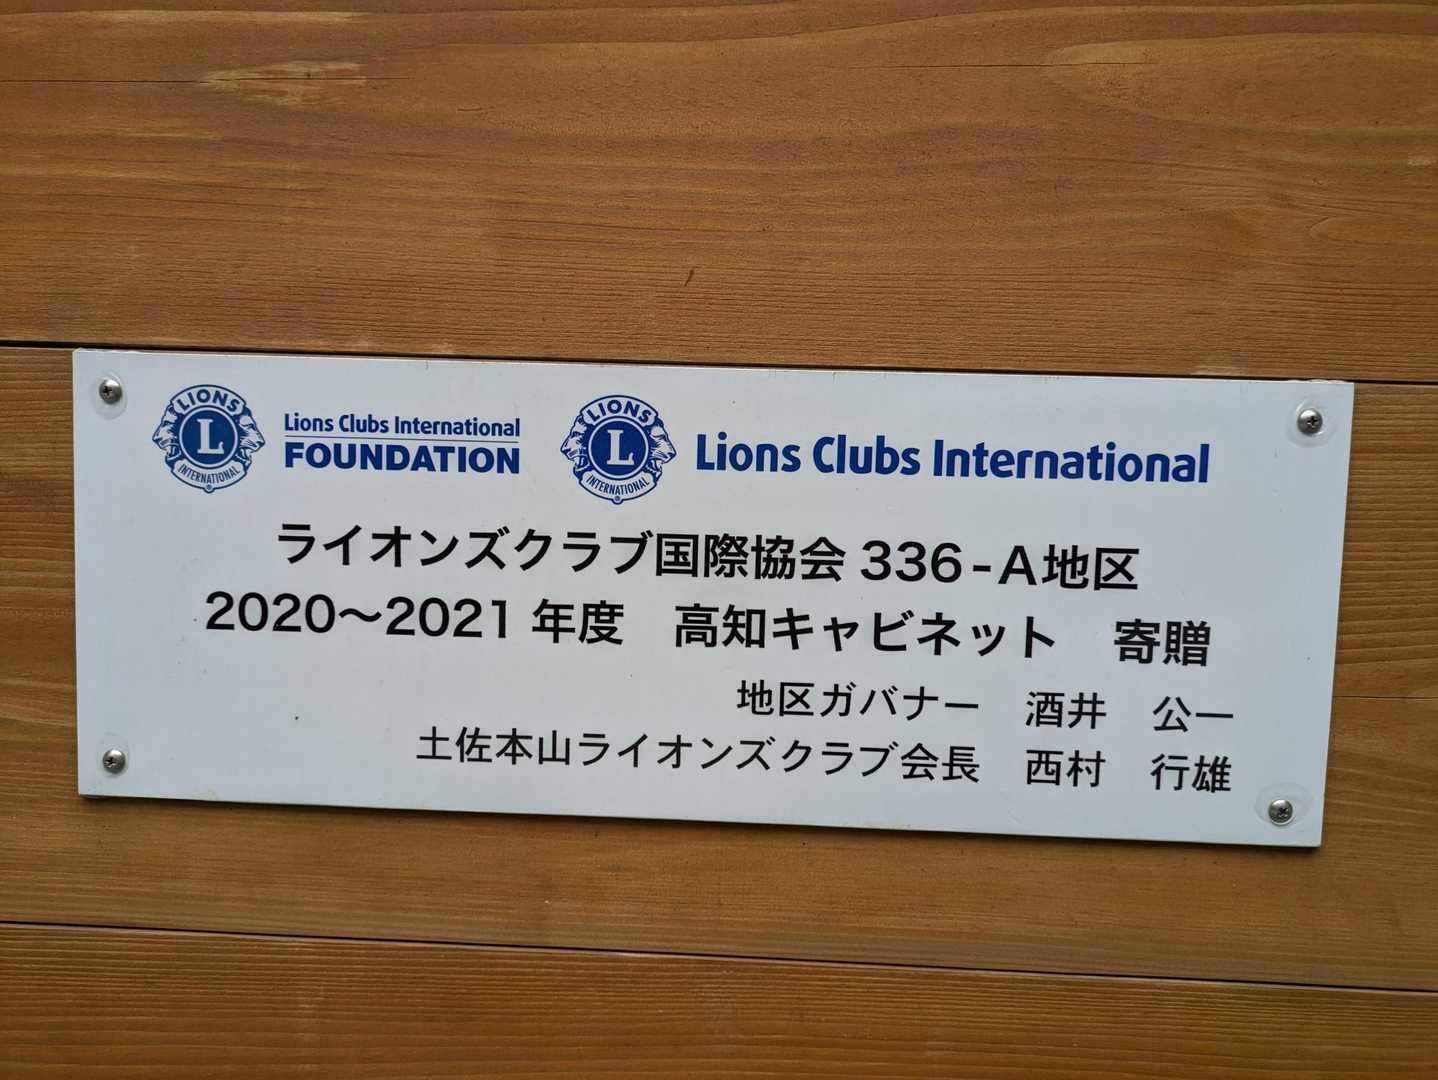 LIONS L INTERNATIONAL ®
Lions Clubs International
FOUNDATION
LIONS L INTERNATIONAL ®
Lions Clubs International
ライオンズクラブ国際協会 336-A地区
2020〜2021 年度　高知キャビネット　寄贈
地区ガバナー　酒井　公一
土佐本山ライオンズクラブ会長　西村　行雄